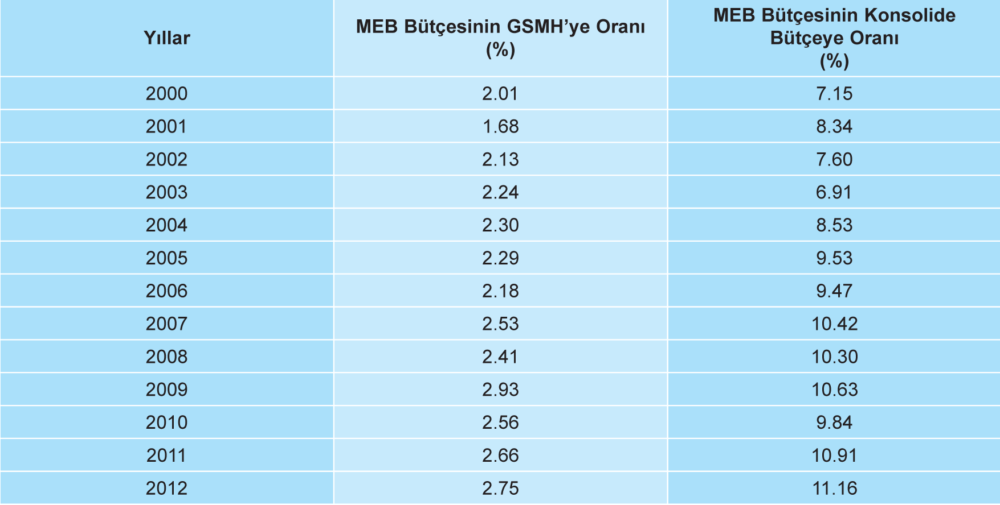 Yıllar
MEB Bütçesinin GSMH’ye Oranı
(%)
MEB Bütçesinin Konsolide
Bütçeye Oranı
(%)
2000 2.01 7.15
2001 1.68 8.34
2002 2.13 7.60
2003 2.24 6.91
2004 2.30 8.53
2005 2.29 9.53
2006 2.18 9.47
2007 2.53 10.42
2008 2.41 10.30
2009 2.93 10.63
2010 2.56 9.84
2011 2.66 10.91
2012 2.75 11.16